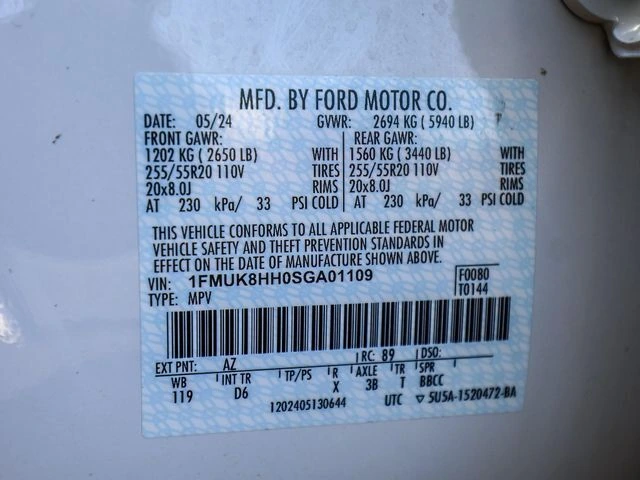 MFD. BY FORD MOTOR CO.
DATE: 05/24 GVWR: 2694 KG ( 5940 LB)
FRONT GAWR: REAR GAWR:
1202 KG ( 2650 LB) WITH 1560 KG ( 3440 LB) WITH
255/55R20 110V TIRES 255/55R20 110V TIRES
20x8.0J RIMS 20x8.0J RIMS
AT 230 kPa/ 33 PSI COLD AT 230 kPa/ 33 PSI COLD
THIS VEHICLE CONFORMS TO ALL APPLICABLE FEDERAL MOTOR
VEHICLE SAFETY AND THEFT PREVENTION STANDARDS IN
EFFECT ON THE DATE OF MANUFACTURE SHOWN ABOVE.
VIN: 1FMUK8HH0SGA01109 F0080
TYPE: MPV T0144
EXT PNT: AZ RC: 89 DSO:
WB INT TR TP/PS R AXLE TR SPR
119 D6 X 3B T BBCC
1202405130644 UTC ▽ 5U5A-1520472-BA